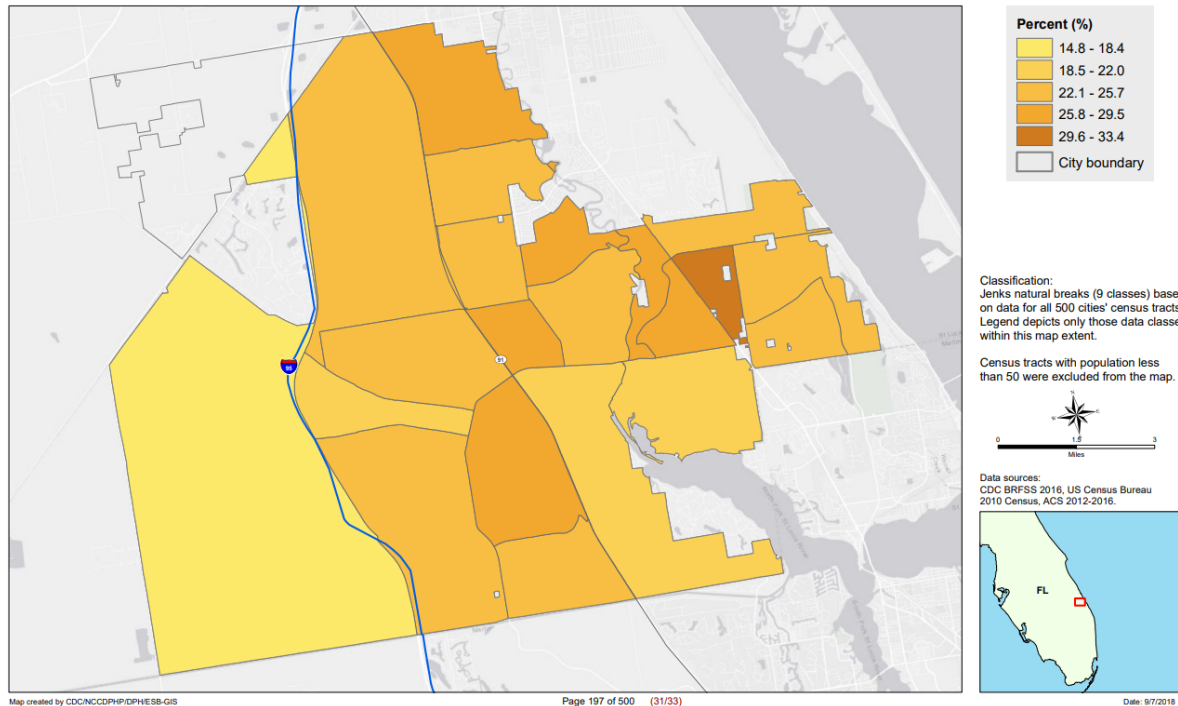 Percent (%)
14.8 - 18.4
18.5 - 22.0
22.1 - 25.7
25.8 - 29.5
29.6 - 33.4
City boundary
Classification:
Jenks natural breaks (9 classes) base
on data for all 500 cities' census tracts
Legend depicts only those data classe
within this map extent.
Census tracts with population less
than 50 were excluded from the map.
N
W
E
S
0
1.5
3
Miles
Data sources:
CDC BRFSS 2016, US Census Bureau
2010 Census, ACS 2012-2016.
FL
95
91
Map created by CDC/NCCDPHP/DPH/ESB-GIS
Page 197 of 500 (31/33)
Date: 9/7/2018